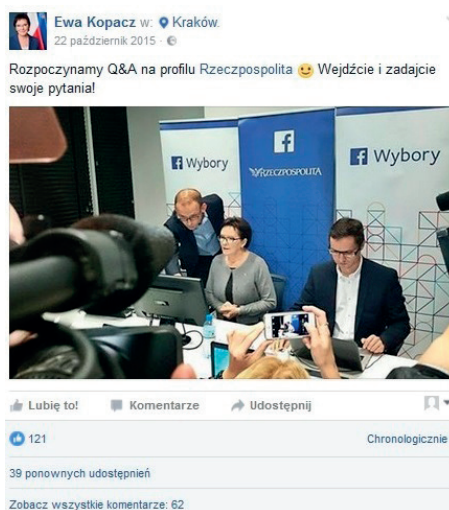 Ewa Kopacz w: Kraków.
22 październik 2015 ·
Rozpoczynamy Q&A na profilu Rzeczpospolita 🙂 Wejdźcie i zadajcie
swoje pytania!
f Wybory
f
RZECZPOSPOLITA
f Wybory
Lubię to! Komentarze Udostępnij
121 Chronologicznie
39 ponownych udostępnień
Zobacz wszystkie komentarze: 62